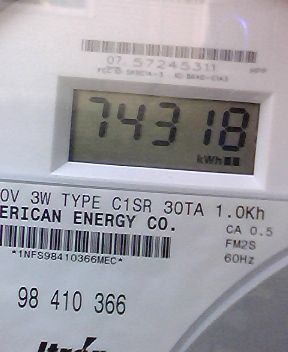 07 57245311
74318
kWh
0V 3W TYPE C1SR 30TA 1.0Kh
ERICAN ENERGY CO.
CA 0.5
FM2S
60Hz
*1NFS98410366MEC*
98 410 366
Itron